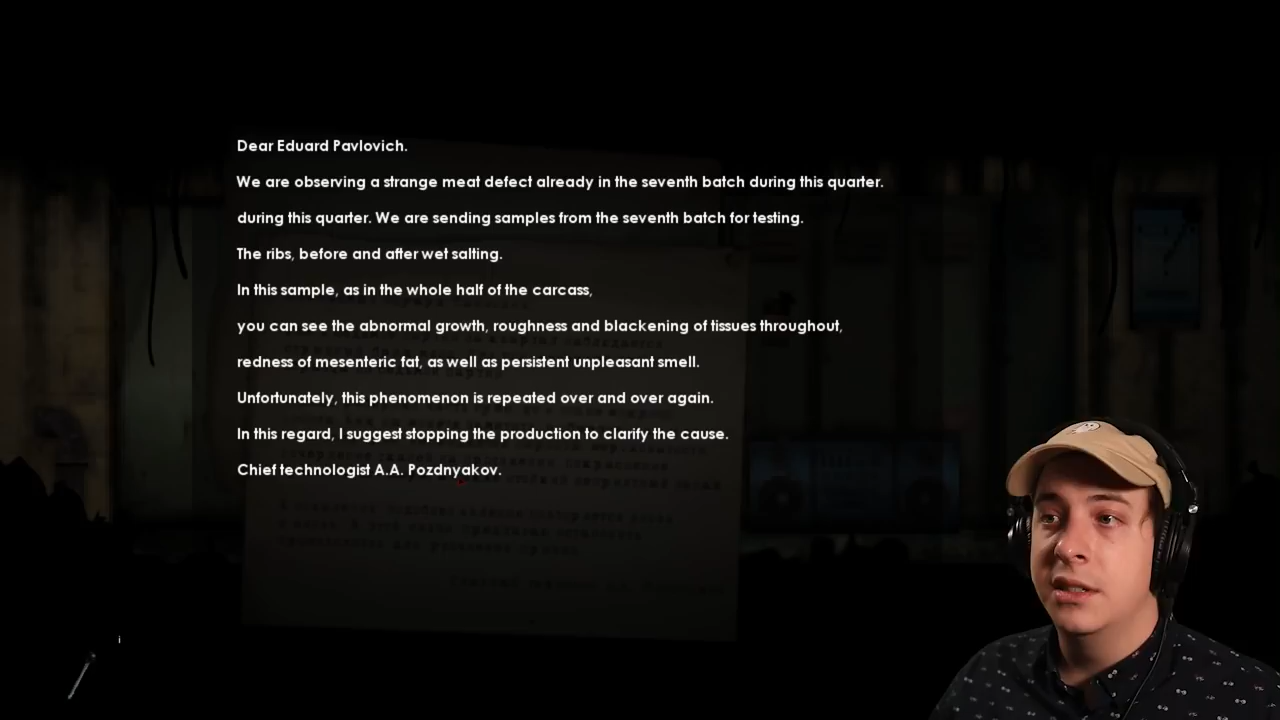 Dear Eduard Pavlovich.
We are observing a strange meat defect already in the seventh batch during this quarter.
during this quarter. We are sending samples from the seventh batch for testing.
The ribs, before and after wet salting.
In this sample, as in the whole half of the carcass,
you can see the abnormal growth, roughness and blackening of tissues throughout,
redness of mesenteric fat, as well as persistent unpleasant smell.
Unfortunately, this phenomenon is repeated over and over again.
In this regard, I suggest stopping the production to clarify the cause.
Chief technologist A.A. Pozdnyakov.
i